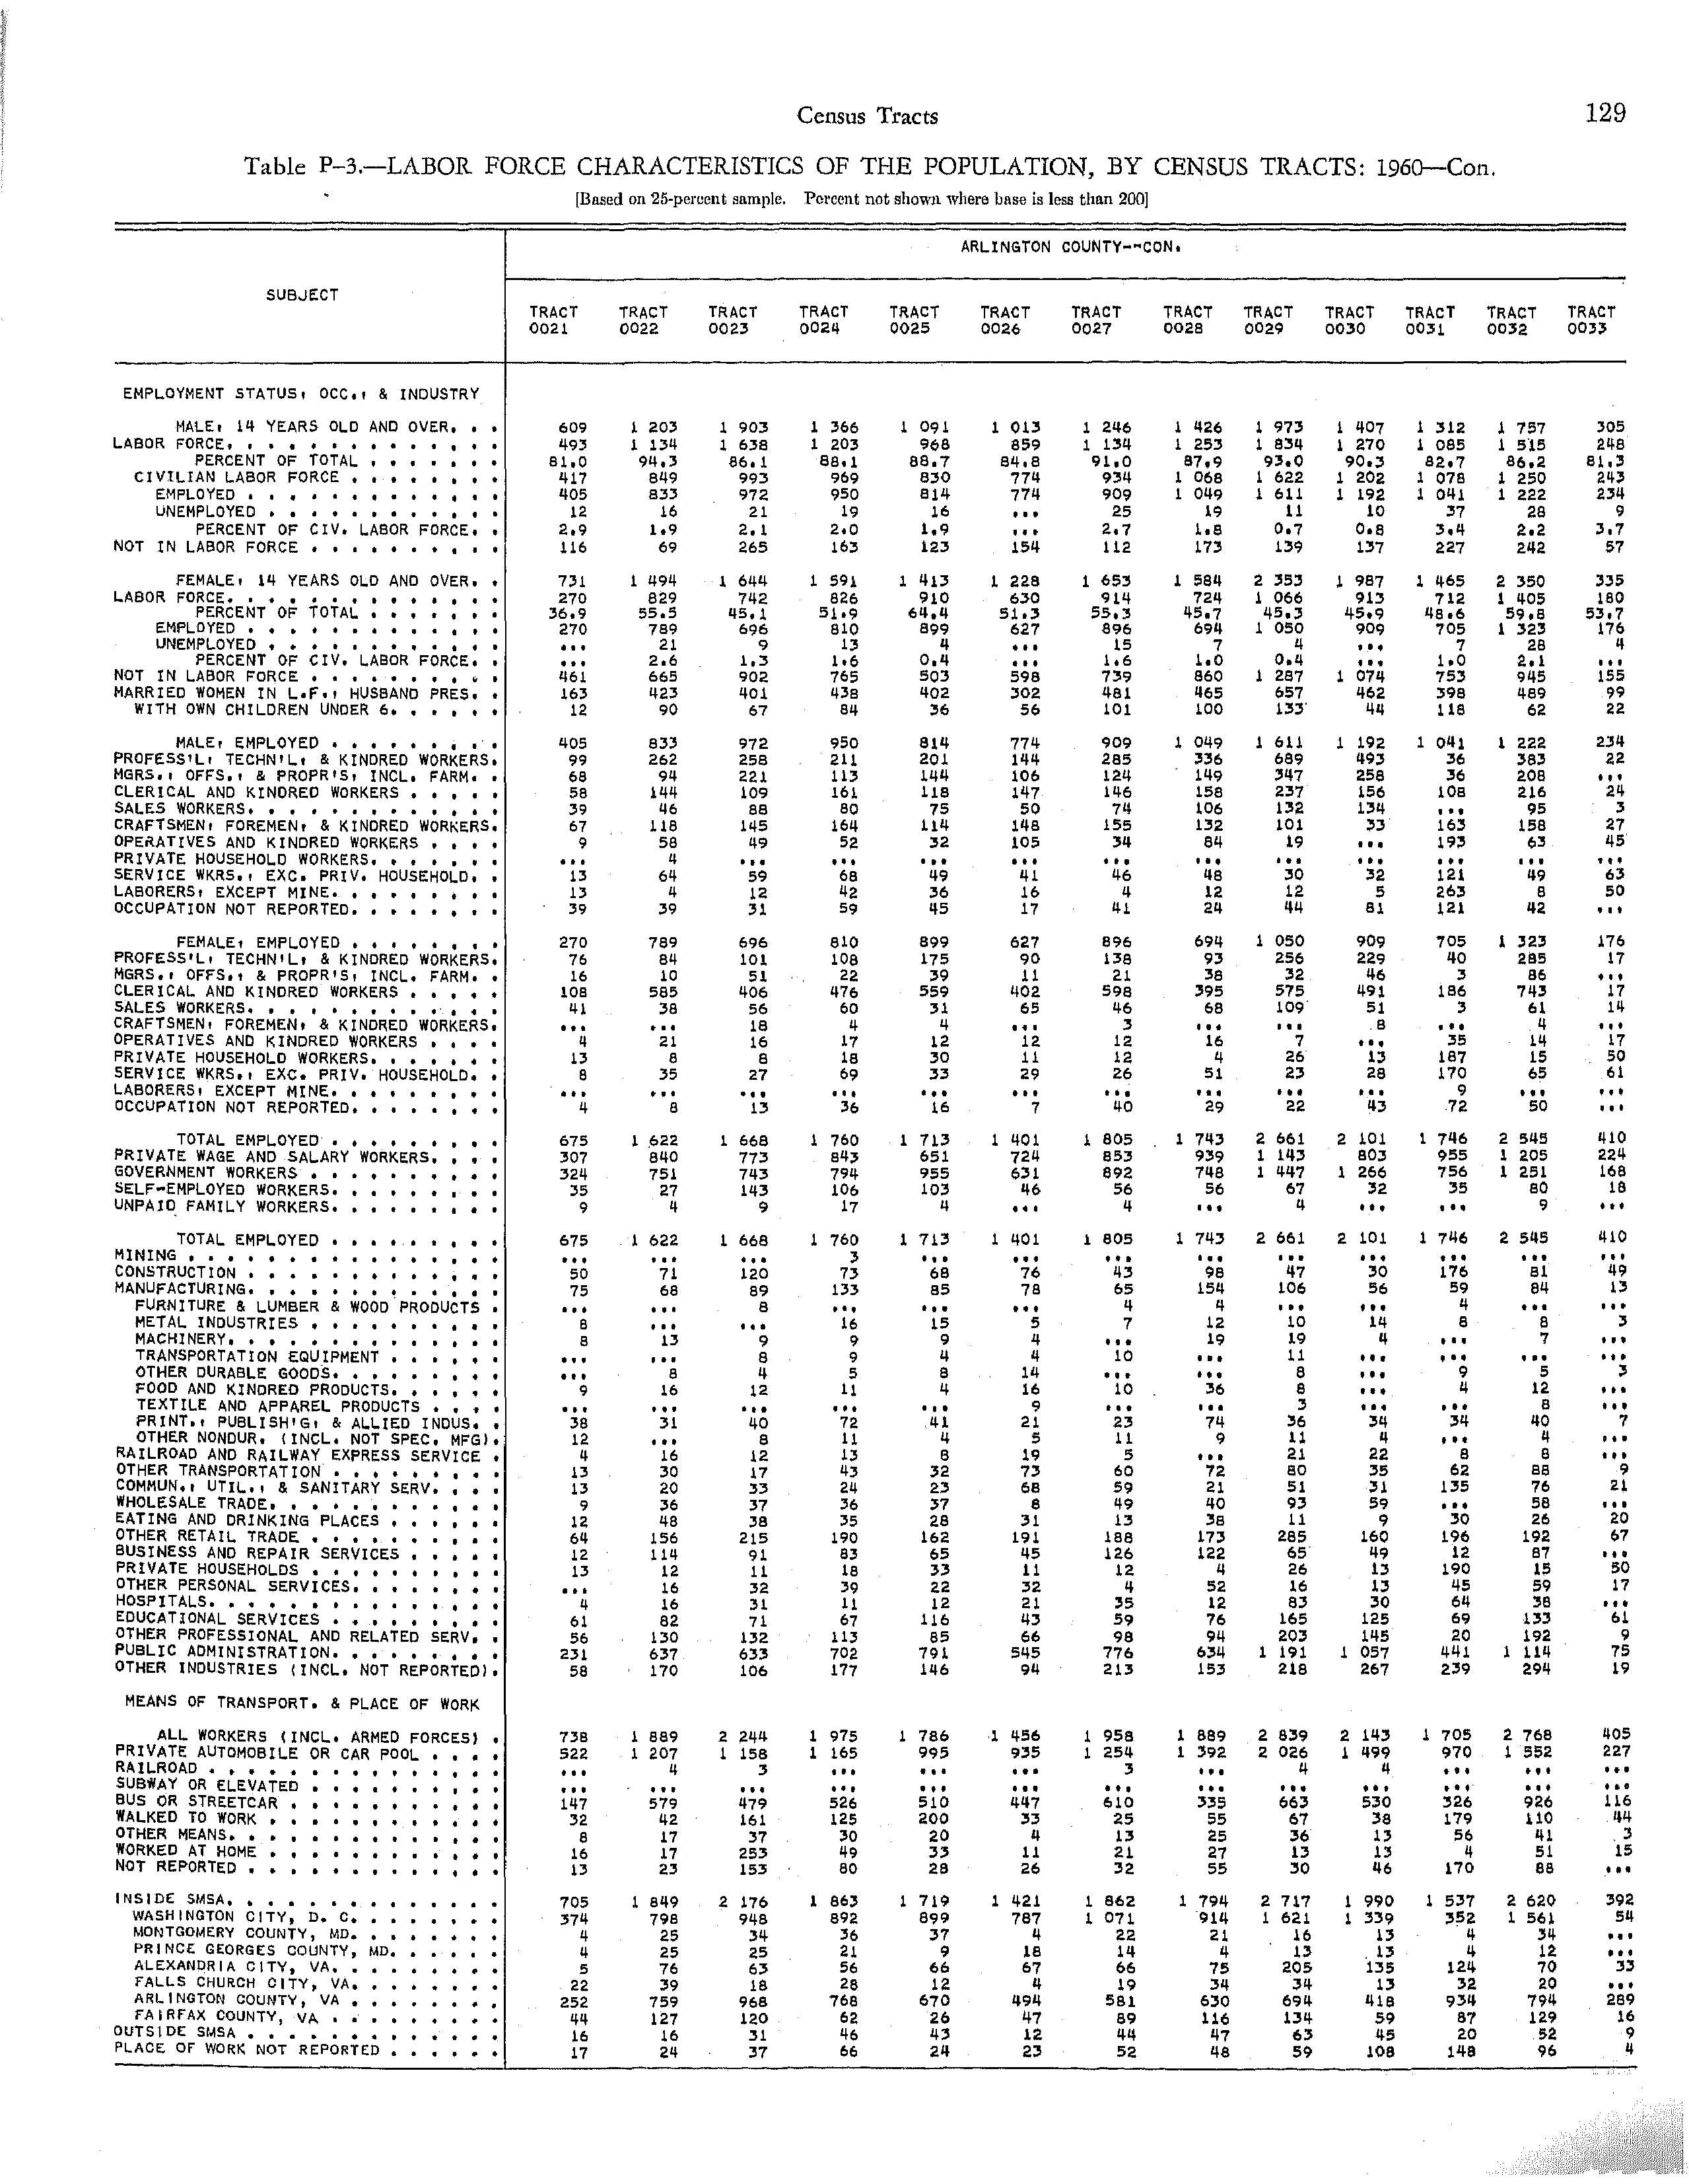 Census Tracts 129
Table P-3.—LABOR FORCE CHARACTERISTICS OF THE POPULATION, BY CENSUS TRACTS: 1960—Con.
[Based on 25-percent sample. Percent not shown where base is less than 200]
ARLINGTON COUNTY--CON.
SUBJECT
TRACT TRACT TRACT TRACT TRACT TRACT TRACT TRACT TRACT TRACT TRACT TRACT TRACT
0021 0022 0023 0024 0025 0026 0027 0028 0029 0030 0031 0032 0033
EMPLOYMENT STATUS, OCC., & INDUSTRY
MALE, 14 YEARS OLD AND OVER. . . 609 1 203 1 903 1 366 1 091 1 013 1 246 1 426 1 973 1 407 1 312 1 757 305
LABOR FORCE. . . . . . . . . . . . . . 493 1 134 1 638 1 203 968 859 1 134 1 253 1 834 1 270 1 085 1 515 248
PERCENT OF TOTAL . . . . . . . 81.0 94.3 86.1 88.1 88.7 84.8 91.0 87.9 93.0 90.3 82.7 86.2 81.3
CIVILIAN LABOR FORCE . . . . . . . . 417 849 993 969 830 774 934 1 068 1 622 1 202 1 078 1 250 243
EMPLOYED . . . . . . . . . . . . . 405 833 972 950 814 774 909 1 049 1 611 1 192 1 041 1 222 234
UNEMPLOYED . . . . . . . . . . . . 12 16 21 19 16 ... 25 19 11 10 37 28 9
PERCENT OF CIV. LABOR FORCE. . 2.9 1.9 2.1 2.0 1.9 ... 2.7 1.8 0.7 0.8 3.4 2.2 3.7
NOT IN LABOR FORCE . . . . . . . . . . 116 69 265 163 123 154 112 173 139 137 227 242 57
FEMALE, 14 YEARS OLD AND OVER. . 731 1 494 1 644 1 591 1 413 1 228 1 653 1 584 2 353 1 987 1 465 2 350 335
LABOR FORCE. . . . . . . . . . . . . . 270 829 742 826 910 630 914 724 1 066 913 712 1 405 180
PERCENT OF TOTAL . . . . . . . 36.9 55.5 45.1 51.9 64.4 51.3 55.3 45.7 45.3 45.9 48.6 59.8 53.7
EMPLOYED . . . . . . . . . . . . . 270 789 696 810 899 627 896 694 1 050 909 705 1 323 176
UNEMPLOYED . . . . . . . . . . . . ... 21 9 13 4 ... 15 7 4 ... 7 28 4
PERCENT OF CIV. LABOR FORCE. . ... 2.6 1.3 1.6 0.4 ... 1.6 1.0 0.4 ... 1.0 2.1 ...
NOT IN LABOR FORCE . . . . . . . . . . 461 665 902 765 503 598 739 860 1 287 1 074 753 945 155
MARRIED WOMEN IN L.F., HUSBAND PRES. . 163 423 401 438 402 302 481 465 657 462 398 489 99
WITH OWN CHILDREN UNDER 6. . . . . . 12 90 67 84 36 56 101 100 133 44 118 62 22
MALE, EMPLOYED . . . . . . . . . 405 833 972 950 814 774 909 1 049 1 611 1 192 1 041 1 222 234
PROFESS'L, TECHN'L, & KINDRED WORKERS. 99 262 258 211 201 144 285 336 689 493 36 383 22
MGRS., OFFS., & PROPR'S, INCL. FARM. . 68 94 221 113 144 106 124 149 347 258 36 208 ...
CLERICAL AND KINDRED WORKERS . . . . . 58 144 109 161 118 147 146 158 237 156 108 216 24
SALES WORKERS. . . . . . . . . . . . . 39 46 88 80 75 50 74 106 132 134 ... 95 3
CRAFTSMEN, FOREMEN, & KINDRED WORKERS. 67 118 145 164 114 148 155 132 101 33 163 158 27
OPERATIVES AND KINDRED WORKERS . . . . 9 58 49 52 32 105 34 84 19 ... 193 63 45
PRIVATE HOUSEHOLD WORKERS. . . . . . . ... 4 ... ... ... ... ... ... ... ... ... ... ...
SERVICE WKRS., EXC. PRIV. HOUSEHOLD. . 13 64 59 68 49 41 46 48 30 32 121 49 63
LABORERS, EXCEPT MINE. . . . . . . . . 13 4 12 42 36 16 4 12 12 5 263 8 50
OCCUPATION NOT REPORTED. . . . . . . . 39 39 31 59 45 17 41 24 44 81 121 42 ...
FEMALE, EMPLOYED . . . . . . . . 270 789 696 810 899 627 896 694 1 050 909 705 1 323 176
PROFESS'L, TECHN'L, & KINDRED WORKERS. 76 84 101 108 175 90 138 93 256 229 40 285 17
MGRS., OFFS., & PROPR'S, INCL. FARM. . 16 10 51 22 39 11 21 38 32 46 3 86 ...
CLERICAL AND KINDRED WORKERS . . . . . 108 585 406 476 559 402 598 395 575 491 186 743 17
SALES WORKERS. . . . . . . . . . . . . 41 38 56 60 31 65 46 68 109 51 3 61 14
CRAFTSMEN, FOREMEN, & KINDRED WORKERS. ... ... 18 4 4 ... 3 ... ... 8 ... 4 ...
OPERATIVES AND KINDRED WORKERS . . . . 4 21 16 17 12 12 12 16 7 ... 35 14 17
PRIVATE HOUSEHOLD WORKERS. . . . . . . 13 8 8 18 30 11 12 4 26 13 187 15 50
SERVICE WKRS., EXC. PRIV. HOUSEHOLD. . 8 35 27 69 33 29 26 51 23 28 170 65 61
LABORERS, EXCEPT MINE. . . . . . . . . ... ... ... ... ... ... ... ... ... ... 9 ... ...
OCCUPATION NOT REPORTED. . . . . . . . 4 8 13 36 16 7 40 29 22 43 72 50 ...
TOTAL EMPLOYED . . . . . . . . . 675 1 622 1 668 1 760 1 713 1 401 1 805 1 743 2 661 2 101 1 746 2 545 410
PRIVATE WAGE AND SALARY WORKERS. . . . 307 840 773 843 651 724 853 939 1 143 803 955 1 205 224
GOVERNMENT WORKERS . . . . . . . . . . 324 751 743 794 955 631 892 748 1 447 1 266 756 1 251 168
SELF-EMPLOYED WORKERS. . . . . . . . . 35 27 143 106 103 46 56 56 67 32 35 80 18
UNPAID FAMILY WORKERS. . . . . . . . . 9 4 9 17 4 ... 4 ... 4 ... ... 9 ...
TOTAL EMPLOYED . . . . . . . . . 675 1 622 1 668 1 760 1 713 1 401 1 805 1 743 2 661 2 101 1 746 2 545 410
MINING . . . . . . . . . . . . . . . . ... ... ... 3 ... ... ... ... ... ... ... ... ...
CONSTRUCTION . . . . . . . . . . . . . 50 71 120 73 68 76 43 98 47 30 176 81 49
MANUFACTURING. . . . . . . . . . . . . 75 68 89 133 85 78 65 154 106 56 59 84 13
FURNITURE & LUMBER & WOOD PRODUCTS . ... ... 8 ... ... ... 4 4 ... ... 4 ... ...
METAL INDUSTRIES . . . . . . . . . . 8 ... ... 16 15 5 7 12 10 14 8 8 3
MACHINERY. . . . . . . . . . . . . . 8 13 9 9 9 4 ... 19 19 4 ... 7 ...
TRANSPORTATION EQUIPMENT . . . . . . ... ... 8 9 4 4 10 ... 11 ... ... ... ...
OTHER DURABLE GOODS. . . . . . . . . ... 8 4 5 8 14 ... ... 8 ... 9 5 3
FOOD AND KINDRED PRODUCTS. . . . . . 9 16 12 11 4 16 10 36 8 ... 4 12 ...
TEXTILE AND APPAREL PRODUCTS . . . . ... ... ... ... ... 9 ... ... 3 ... ... 8 ...
PRINT., PUBLISH'G, & ALLIED INDUS. . 38 31 40 72 41 21 23 74 36 34 34 40 7
OTHER NONDUR. (INCL. NOT SPEC. MFG). 12 ... 8 11 4 5 11 9 11 4 ... 4 ...
RAILROAD AND RAILWAY EXPRESS SERVICE . 4 16 12 13 8 19 5 ... 21 22 8 8 ...
OTHER TRANSPORTATION . . . . . . . . . 13 30 17 43 32 73 60 72 80 35 62 88 9
COMMUN., UTIL., & SANITARY SERV. . . . 13 20 33 24 23 68 59 21 51 31 135 76 21
WHOLESALE TRADE. . . . . . . . . . . . 9 36 37 36 37 8 49 40 93 59 ... 58 ...
EATING AND DRINKING PLACES . . . . . . 12 48 38 35 28 31 13 38 11 9 30 26 20
OTHER RETAIL TRADE . . . . . . . . . . 64 156 215 190 162 191 188 173 285 160 196 192 67
BUSINESS AND REPAIR SERVICES . . . . . 12 114 91 83 65 45 126 122 65 49 12 87 ...
PRIVATE HOUSEHOLDS . . . . . . . . . . 13 12 11 18 33 11 12 4 26 13 190 15 50
OTHER PERSONAL SERVICES. . . . . . . . ... 16 32 39 22 32 4 52 16 13 45 59 17
HOSPITALS. . . . . . . . . . . . . . . 4 16 31 11 12 21 35 12 83 30 64 38 ...
EDUCATIONAL SERVICES . . . . . . . . . 61 82 71 67 116 43 59 76 165 125 69 133 61
OTHER PROFESSIONAL AND RELATED SERV. . 56 130 132 113 85 66 98 94 203 145 20 192 9
PUBLIC ADMINISTRATION. . . . . . . . . 231 637 633 702 791 545 776 634 1 191 1 057 441 1 114 75
OTHER INDUSTRIES (INCL. NOT REPORTED). 58 170 106 177 146 94 213 153 218 267 239 294 19
MEANS OF TRANSPORT. & PLACE OF WORK
ALL WORKERS (INCL. ARMED FORCES) . 738 1 889 2 244 1 975 1 786 1 456 1 958 1 889 2 839 2 143 1 705 2 768 405
PRIVATE AUTOMOBILE OR CAR POOL . . . . 522 1 207 1 158 1 165 995 935 1 254 1 392 2 026 1 499 970 1 552 227
RAILROAD . . . . . . . . . . . . . . . ... 4 3 ... ... ... 3 ... 4 4 ... ... ...
SUBWAY OR ELEVATED . . . . . . . . . . ... ... ... ... ... ... ... ... ... ... ... ... ...
BUS OR STREETCAR . . . . . . . . . . . 147 579 479 526 510 447 610 335 663 530 326 926 116
WALKED TO WORK . . . . . . . . . . . . 32 42 161 125 200 33 25 55 67 38 179 110 44
OTHER MEANS. . . . . . . . . . . . . . 8 17 37 30 20 4 13 25 36 13 56 41 3
WORKED AT HOME . . . . . . . . . . . . 16 17 253 49 33 11 21 27 13 13 4 51 15
NOT REPORTED . . . . . . . . . . . . . 13 23 153 80 28 26 32 55 30 46 170 88 ...
INSIDE SMSA. . . . . . . . . . . . . . 705 1 849 2 176 1 863 1 719 1 421 1 862 1 794 2 717 1 990 1 537 2 620 392
WASHINGTON CITY, D. C. . . . . . . . 374 798 948 892 899 787 1 071 914 1 621 1 339 352 1 561 54
MONTGOMERY COUNTY, MD. . . . . . . . 4 25 34 36 37 4 22 21 16 13 4 34 ...
PRINCE GEORGES COUNTY, MD. . . . . . 4 25 25 21 9 18 14 4 13 13 4 12 ...
ALEXANDRIA CITY, VA. . . . . . . . . 5 76 63 56 66 67 66 75 205 135 124 70 33
FALLS CHURCH CITY, VA. . . . . . . . 22 39 18 28 12 4 19 34 34 13 32 20 ...
ARLINGTON COUNTY, VA . . . . . . . . 252 759 968 768 670 494 581 630 694 418 934 794 289
FAIRFAX COUNTY, VA . . . . . . . . . 44 127 120 62 26 47 89 116 134 59 87 129 16
OUTSIDE SMSA . . . . . . . . . . . . . 16 16 31 46 43 12 44 47 63 45 20 52 9
PLACE OF WORK NOT REPORTED . . . . . . 17 24 37 66 24 23 52 48 59 108 148 96 4